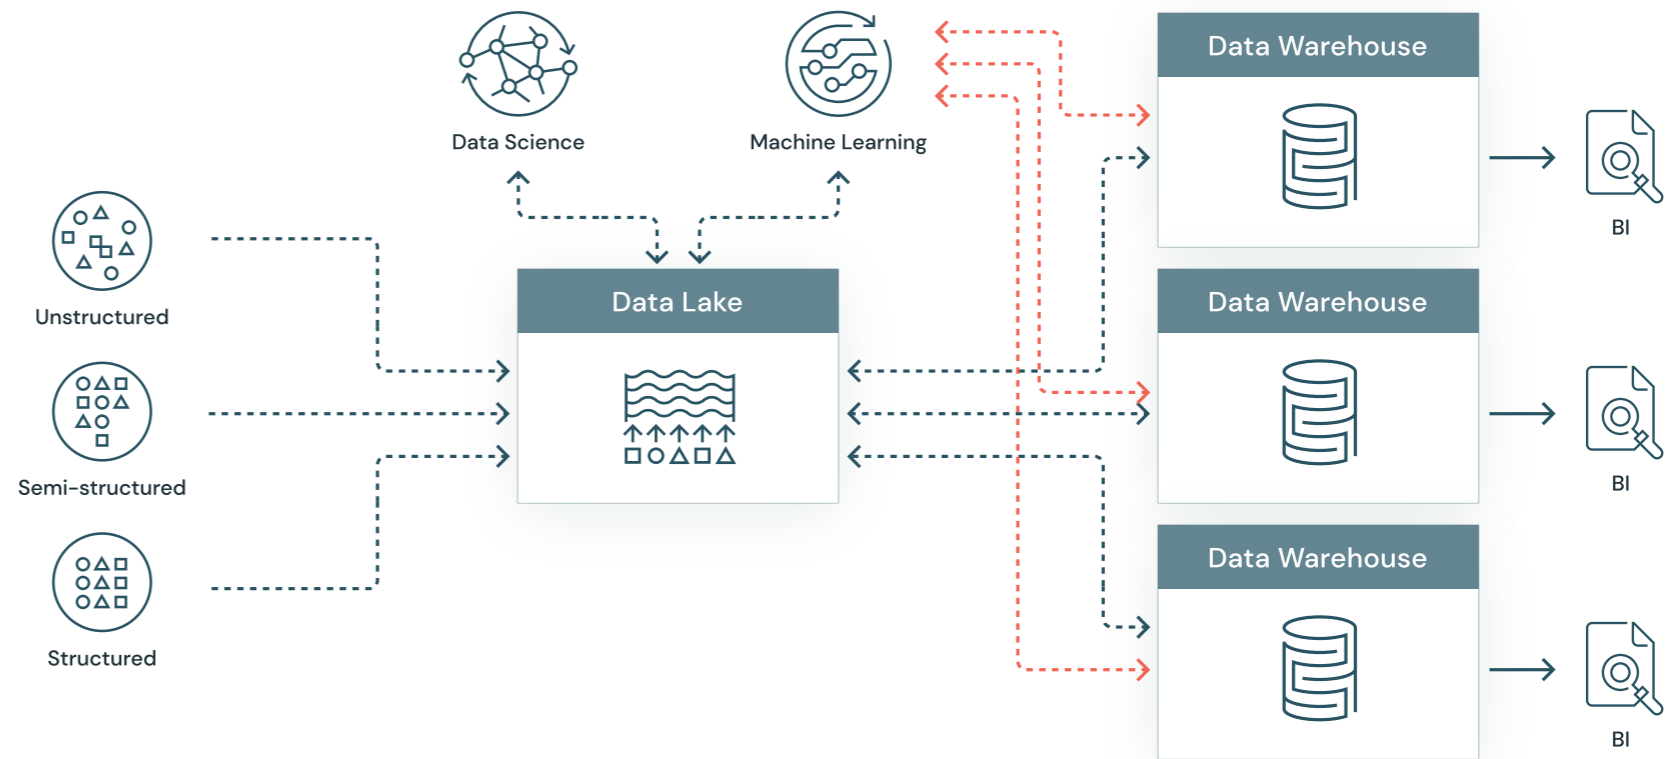 Data Science
Machine Learning
Data Warehouse
BI
Unstructured
Data Lake
Data Warehouse
Semi-structured
BI
Data Warehouse
Structured
BI